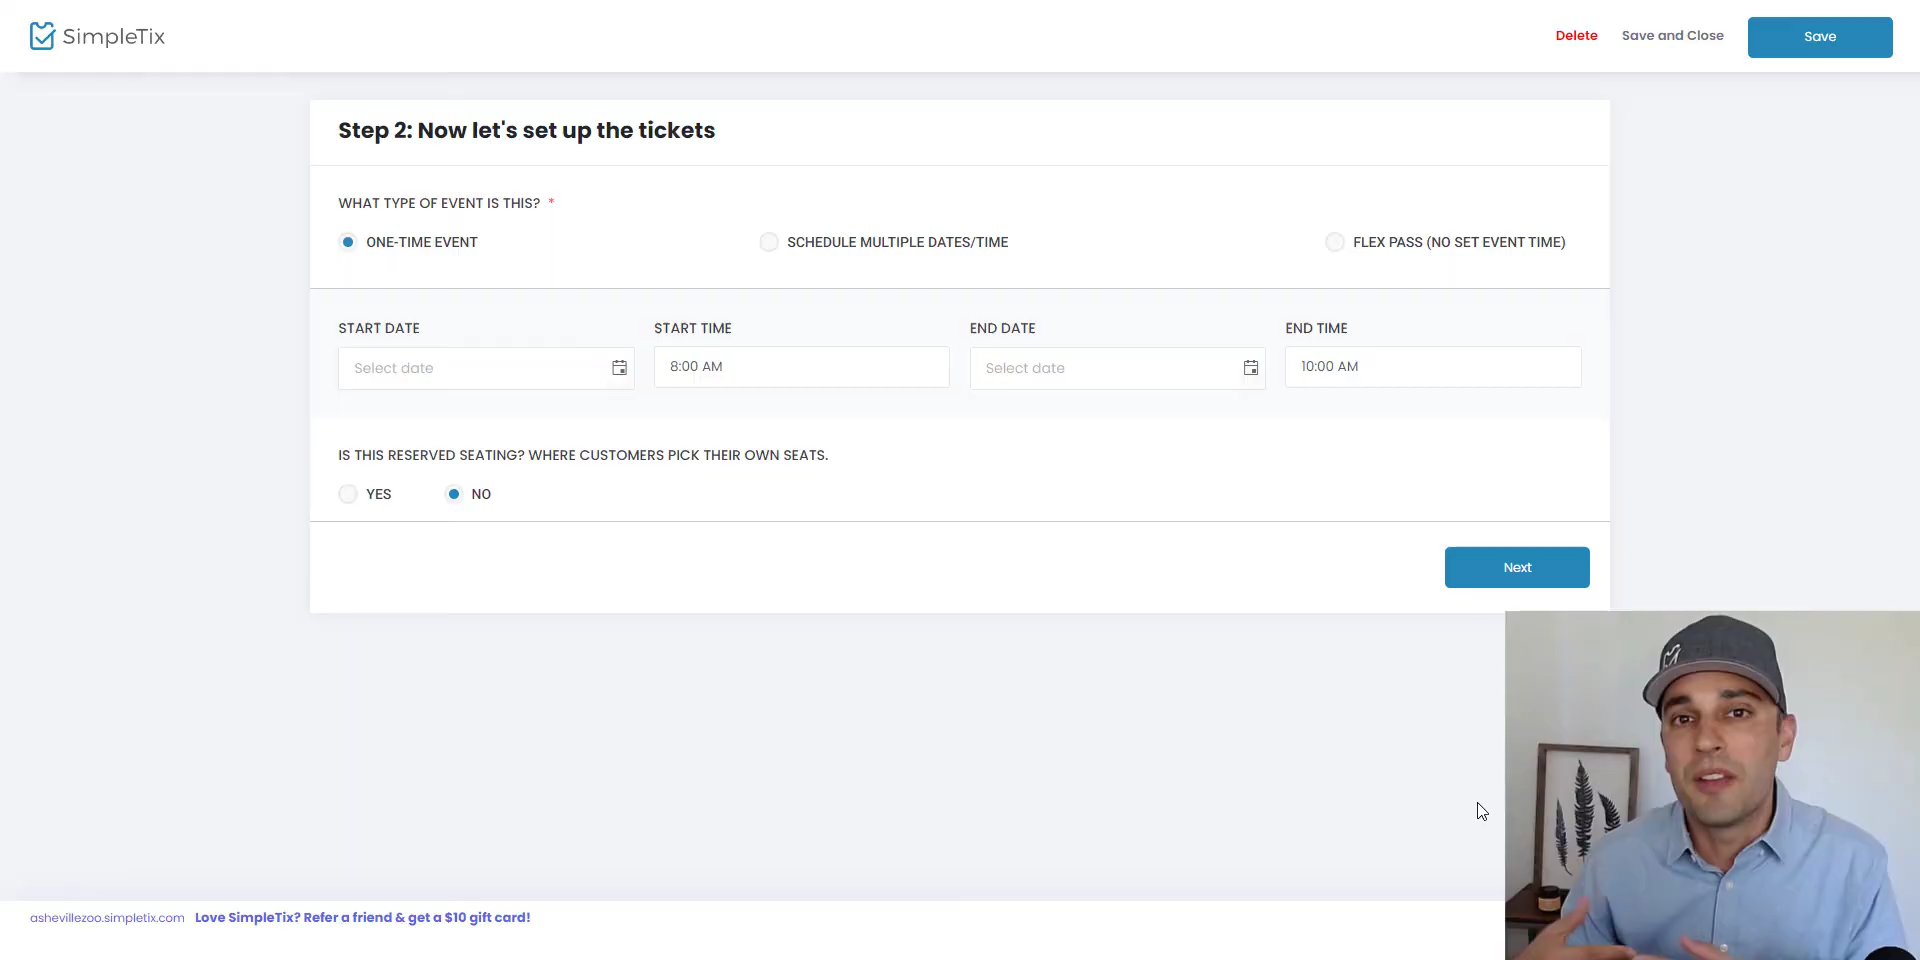 SimpleTix
Delete
Save and Close
Save
Step 2: Now let's set up the tickets
WHAT TYPE OF EVENT IS THIS? *
ONE-TIME EVENT
SCHEDULE MULTIPLE DATES/TIME
FLEX PASS (NO SET EVENT TIME)
START DATE
START TIME
END DATE
END TIME
Select date
8:00 AM
Select date
10:00 AM
IS THIS RESERVED SEATING? WHERE CUSTOMERS PICK THEIR OWN SEATS.
YES
NO
Next
ashevillezoo.simpletix.com
Love SimpleTix? Refer a friend & get a $10 gift card!